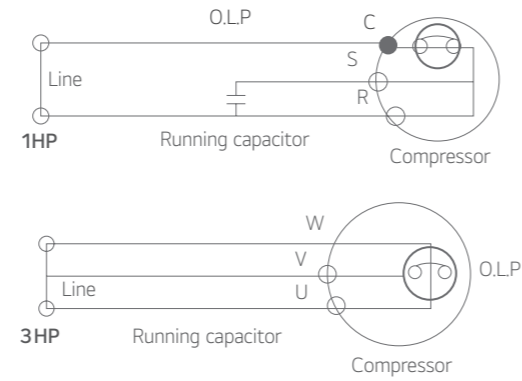 O.L.P
C
S
Line
R
1HP
Running capacitor
Compressor
W
V
O.L.P
U
Line
3HP
Running capacitor
Compressor